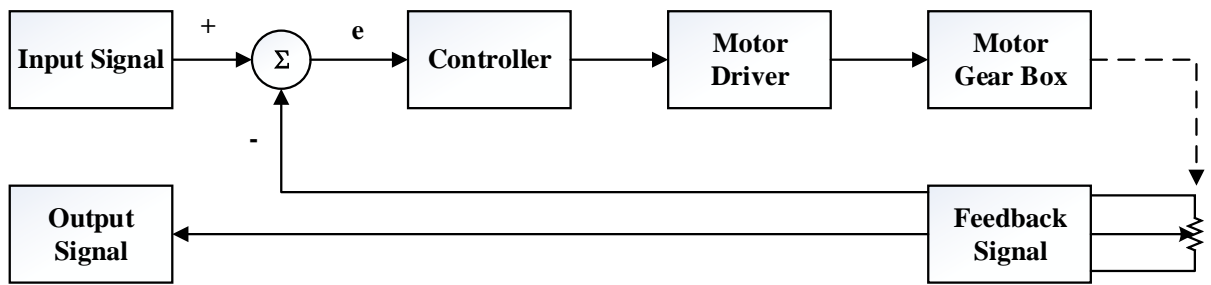 +
e
Input Signal
Σ
Controller
Motor
Driver
Motor
Gear Box
-
Output
Signal
Feedback
Signal